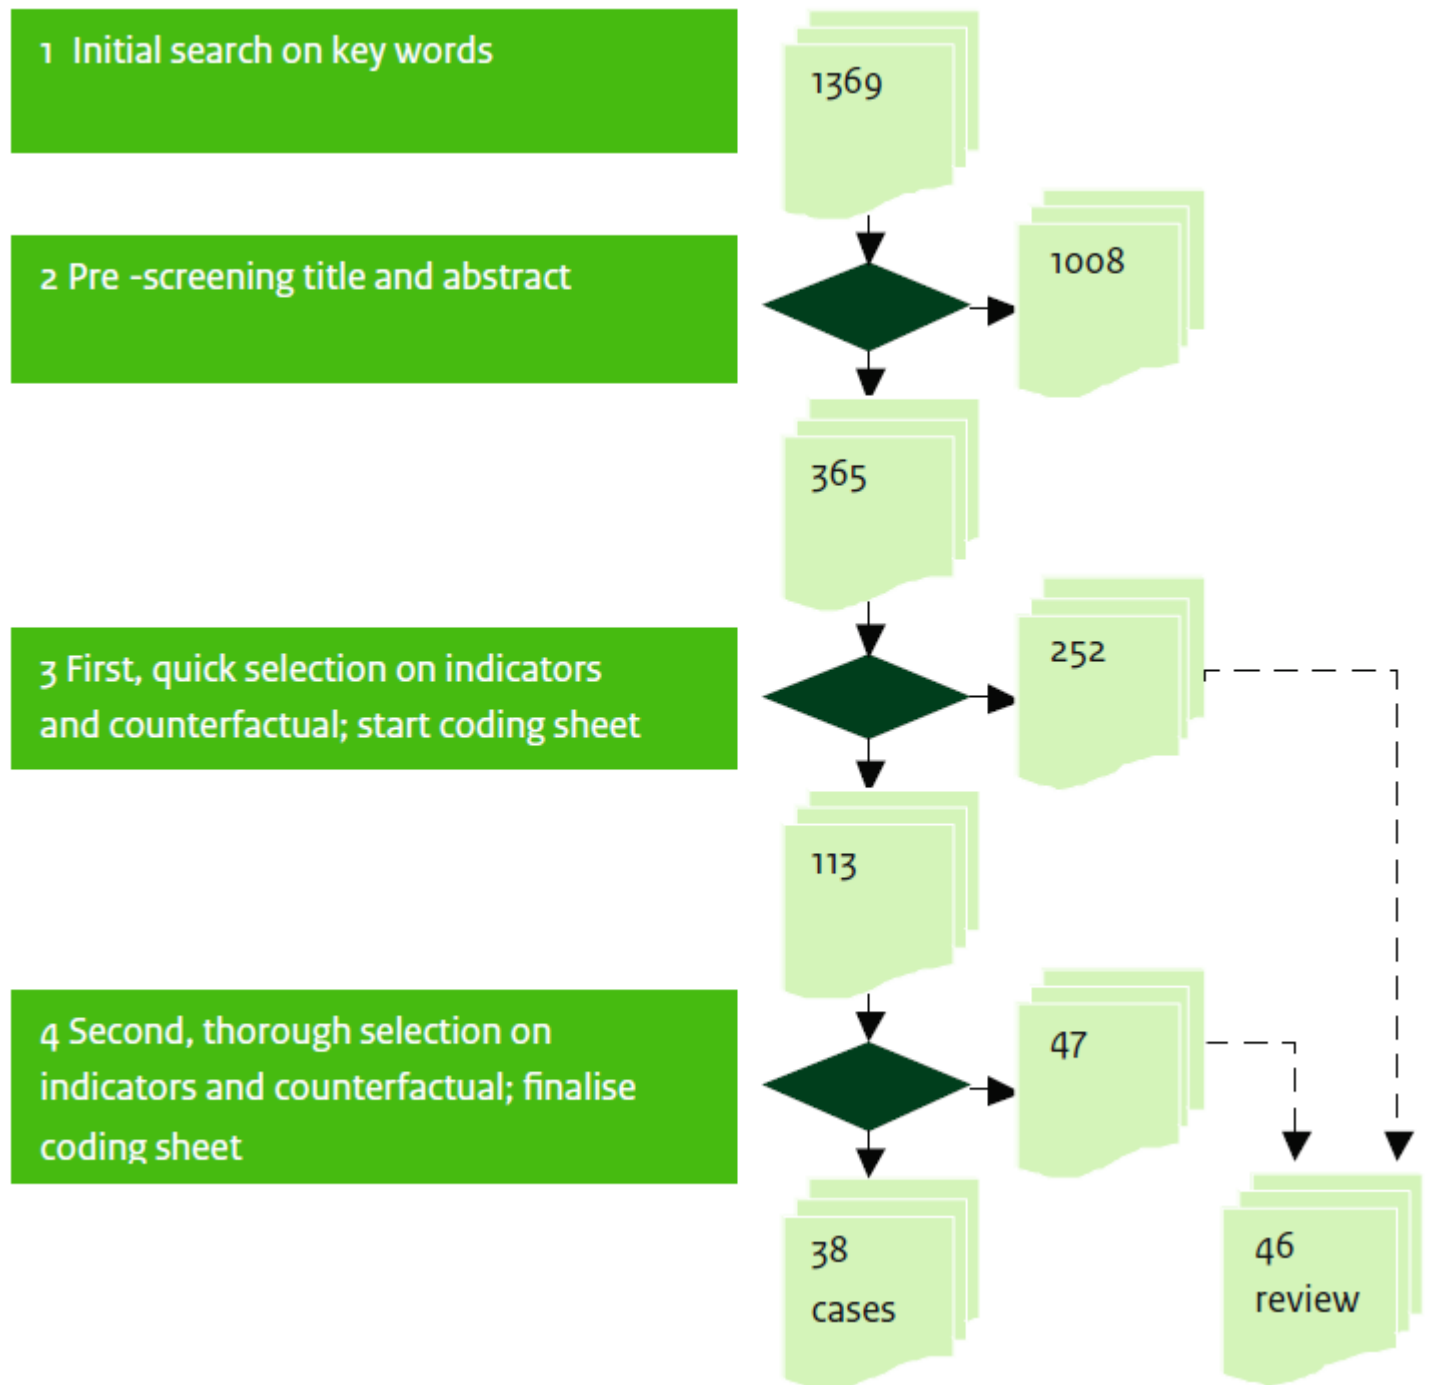 1 Initial search on key words
1369
1008
2 Pre -screening title and abstract
365
252
3 First, quick selection on indicators
and counterfactual; start coding sheet
113
47
4 Second, thorough selection on
indicators and counterfactual; finalise
coding sheet
38
cases
46
review